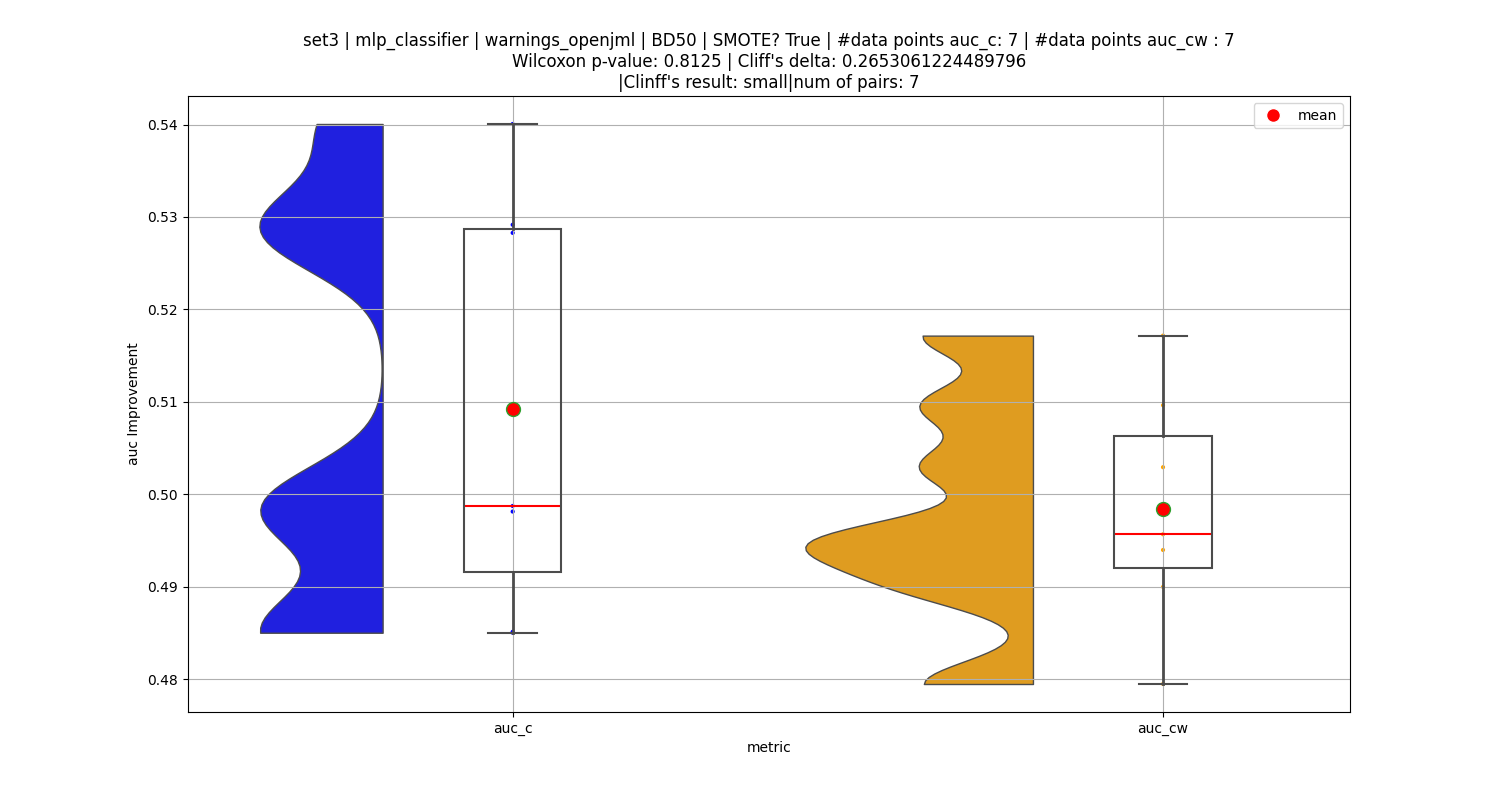 set3 | mlp_classifier | warnings_openjml | BD50 | SMOTE? True | #data points auc_c: 7 | #data points auc_cw : 7
Wilcoxon p-value: 0.8125 | Cliff's delta: 0.2653061224489796
|Clinff's result: small|num of pairs: 7
mean
0.54
0.53
0.52
0.51
0.50
0.49
0.48
auc Improvement
auc_c
auc_cw
metric